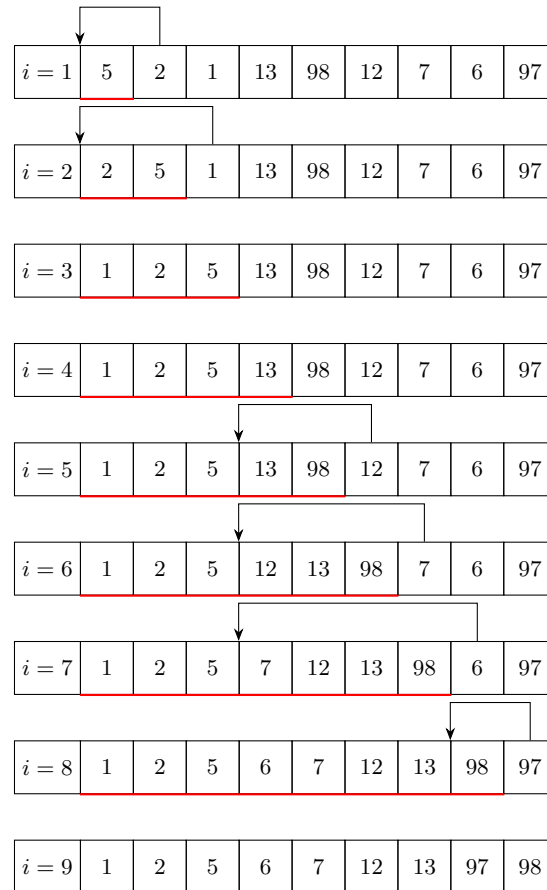 i = 1 5 2 1 13 98 12 7 6 97
i = 2 2 5 1 13 98 12 7 6 97
i = 3 1 2 5 13 98 12 7 6 97
i = 4 1 2 5 13 98 12 7 6 97
i = 5 1 2 5 13 98 12 7 6 97
i = 6 1 2 5 12 13 98 7 6 97
i = 7 1 2 5 7 12 13 98 6 97
i = 8 1 2 5 6 7 12 13 98 97
i = 9 1 2 5 6 7 12 13 97 98